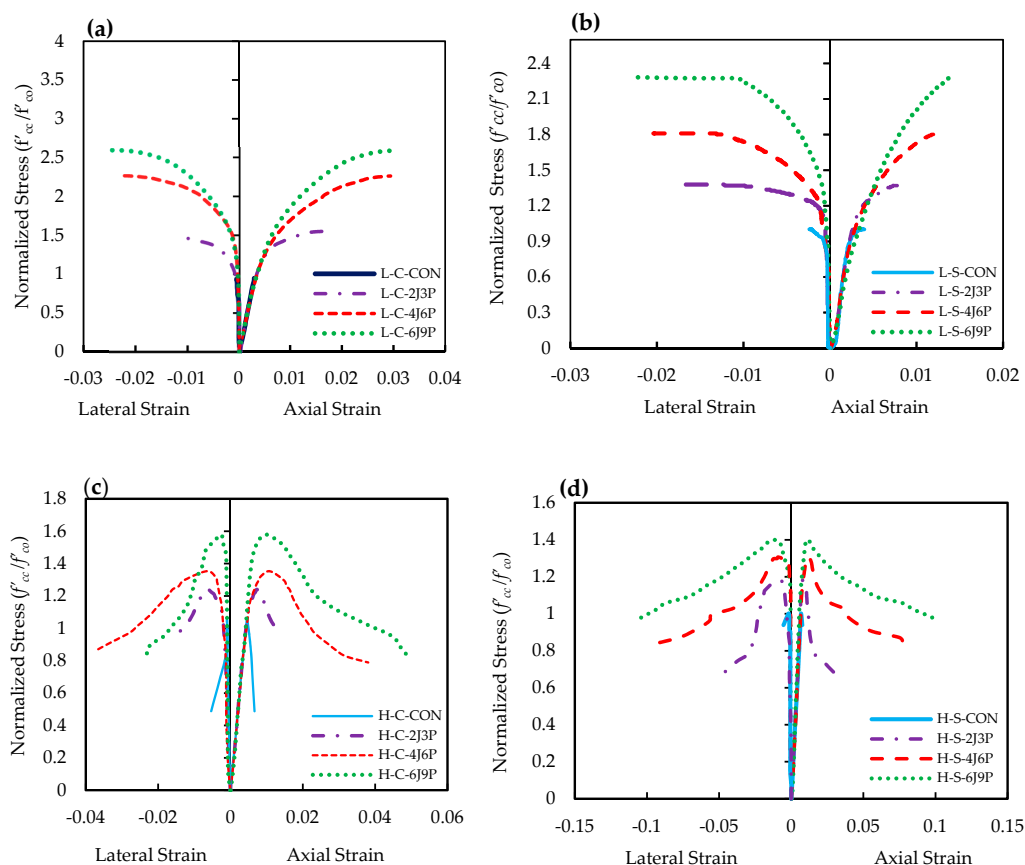 (a)
Normalized Stress (f'cc /f'co)
4
3.5
3
2.5
2
1.5
1
0.5
0
-0.03 -0.02 -0.01 0 0.01 0.02 0.03 0.04
Lateral Strain Axial Strain
L-C-CON
L-C-2J3P
L-C-4J6P
L-C-6J9P
(b)
Normalized Stress (f'cc/f'co)
2.4
2.1
1.8
1.5
1.2
0.9
0.6
0.3
0
-0.03 -0.02 -0.01 0 0.01 0.02
Lateral Strain Axial Strain
L-S-CON
L-S-2J3P
L-S-4J6P
L-S-6J9P
(c)
Normalized Stress (f'cc /f'co)
1.8
1.6
1.4
1.2
1
0.8
0.6
0.4
0.2
0
-0.04 -0.02 0 0.02 0.04 0.06
Lateral Strain Axial Strain
H-C-CON
H-C-2J3P
H-C-4J6P
H-C-6J9P
(d)
Normalized Stress (f'cc /f'co)
1.6
1.4
1.2
1
0.8
0.6
0.4
0.2
0
-0.15 -0.1 -0.05 0 0.05 0.1 0.15
Lateral Strain Axial Strain
H-S-CON
H-S-2J3P
H-S-4J6P
H-S-6J9P